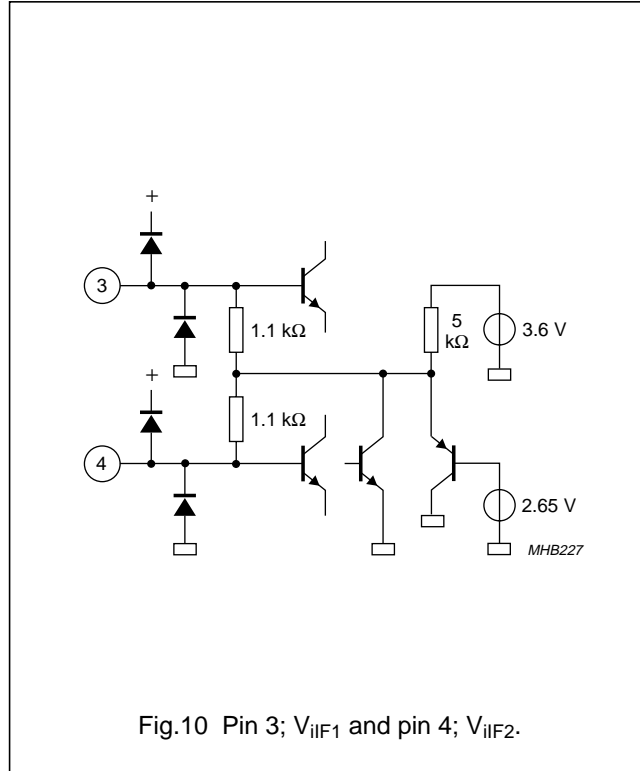 +
3
1.1 kΩ
5
kΩ
3.6 V
+
1.1 kΩ
4
2.65 V
MHB227
Fig.10 Pin 3; ViIF1 and pin 4; ViIF2.